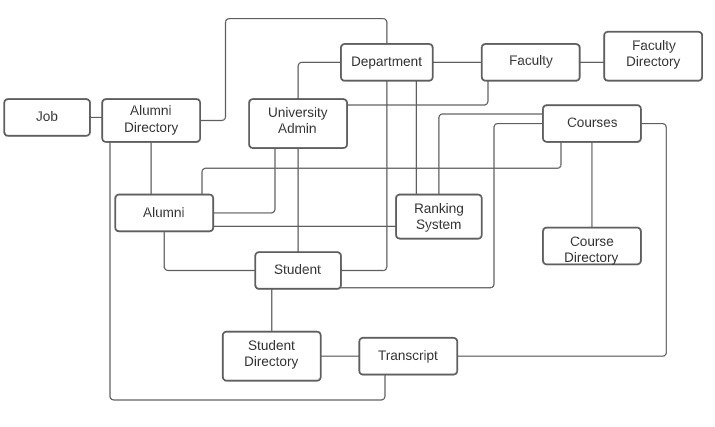 Department
Faculty
Faculty
Directory
Job
Alumni
Directory
University
Admin
Courses
Alumni
Ranking
System
Course
Directory
Student
Student
Directory
Transcript